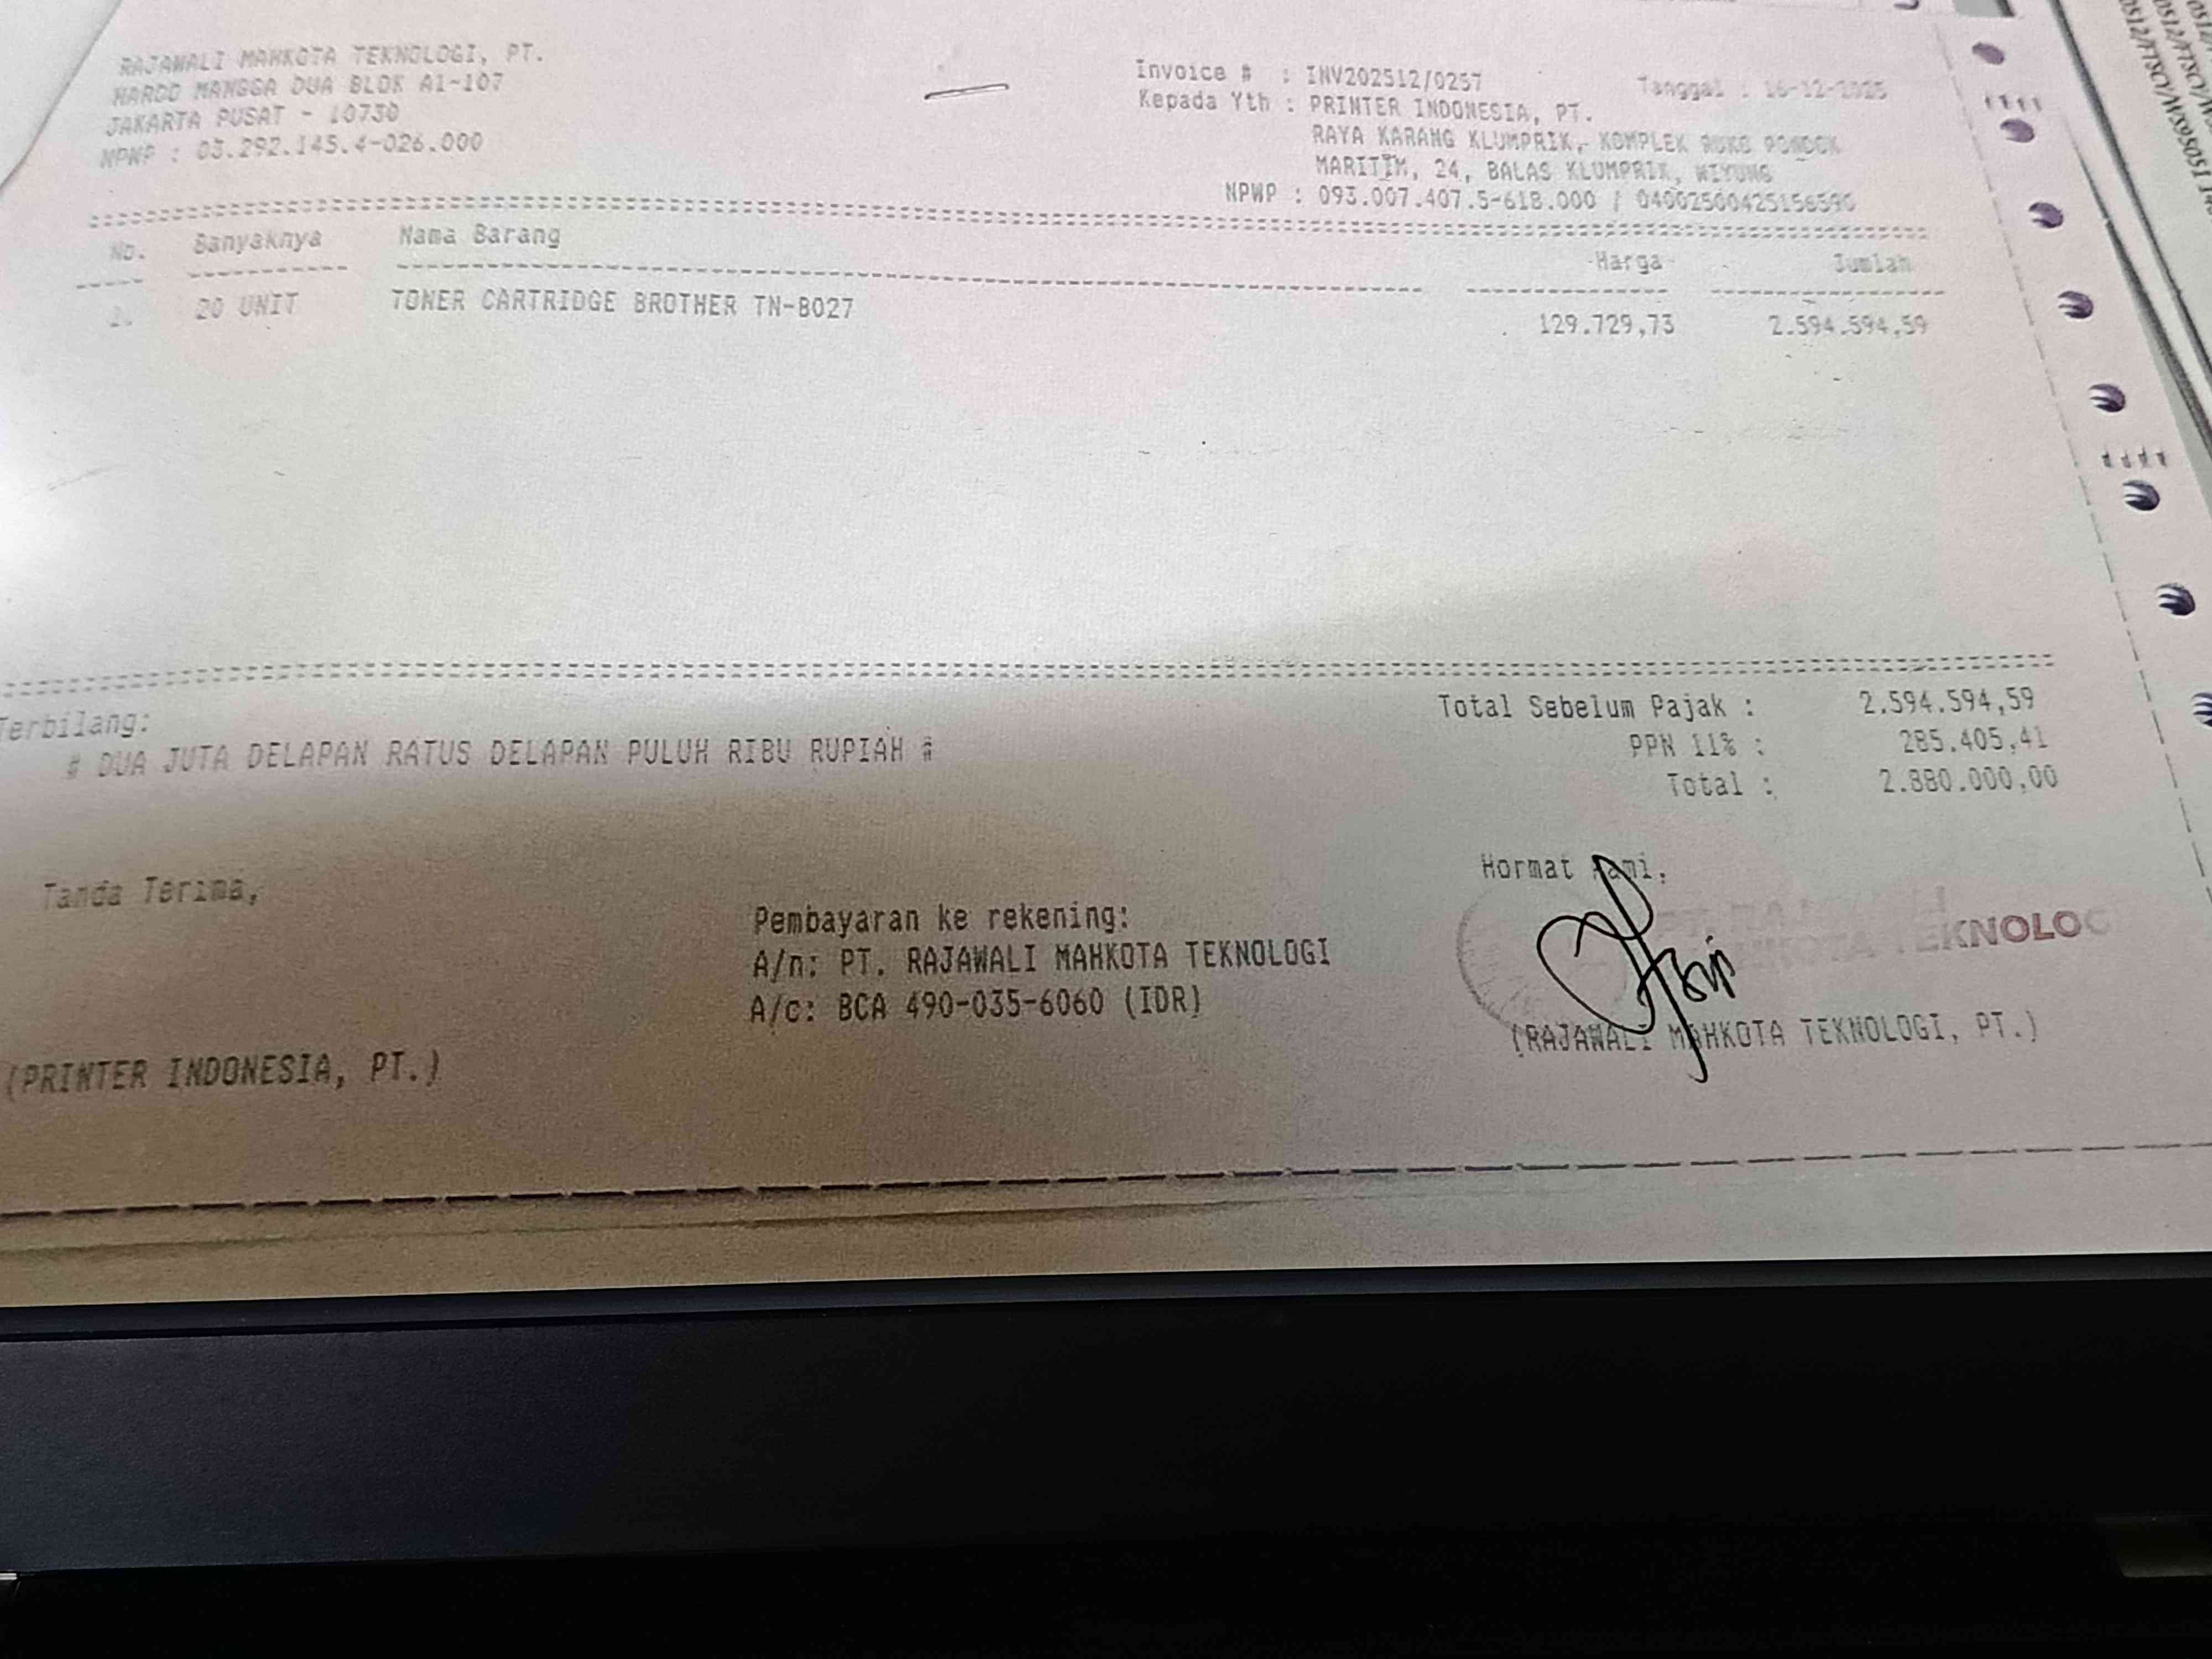 RAJAWALI MAHKOTA TEKNOLOGI, PT.
HARCO MANGGA DUA BLOK A1-107
JAKARTA PUSAT - 10730
NPWP : 03.292.145.4-026.000
Invoice # : INV202512/0257
Tanggal : 16-12-2025
Kepada Yth : PRINTER INDONESIA, PT.
RAYA KARANG KLUMPRIK, KOMPLEK RUKO PONDOK
MARITIM, 24, BALAS KLUMPRIK, WIYUNG
NPWP : 093.007.407.5-618.000 /
No. Banyaknya Nama Barang Harga Jumlah
1. 20 UNIT TONER CARTRIDGE BROTHER TN-B027 129.729,73 2.594.594,59
Terbilang:
# DUA JUTA DELAPAN RATUS DELAPAN PULUH RIBU RUPIAH #
Total Sebelum Pajak : 2.594.594,59
PPN 11% : 285.405,41
Total : 2.880.000,00
Tanda Terima,
(PRINTER INDONESIA, PT.)
Pembayaran ke rekening:
A/n: PT. RAJAWALI MAHKOTA TEKNOLOGI
A/c: BCA 490-035-6060 (IDR)
Hormat Kami,
(RAJAWALI MAHKOTA TEKNOLOGI, PT.)